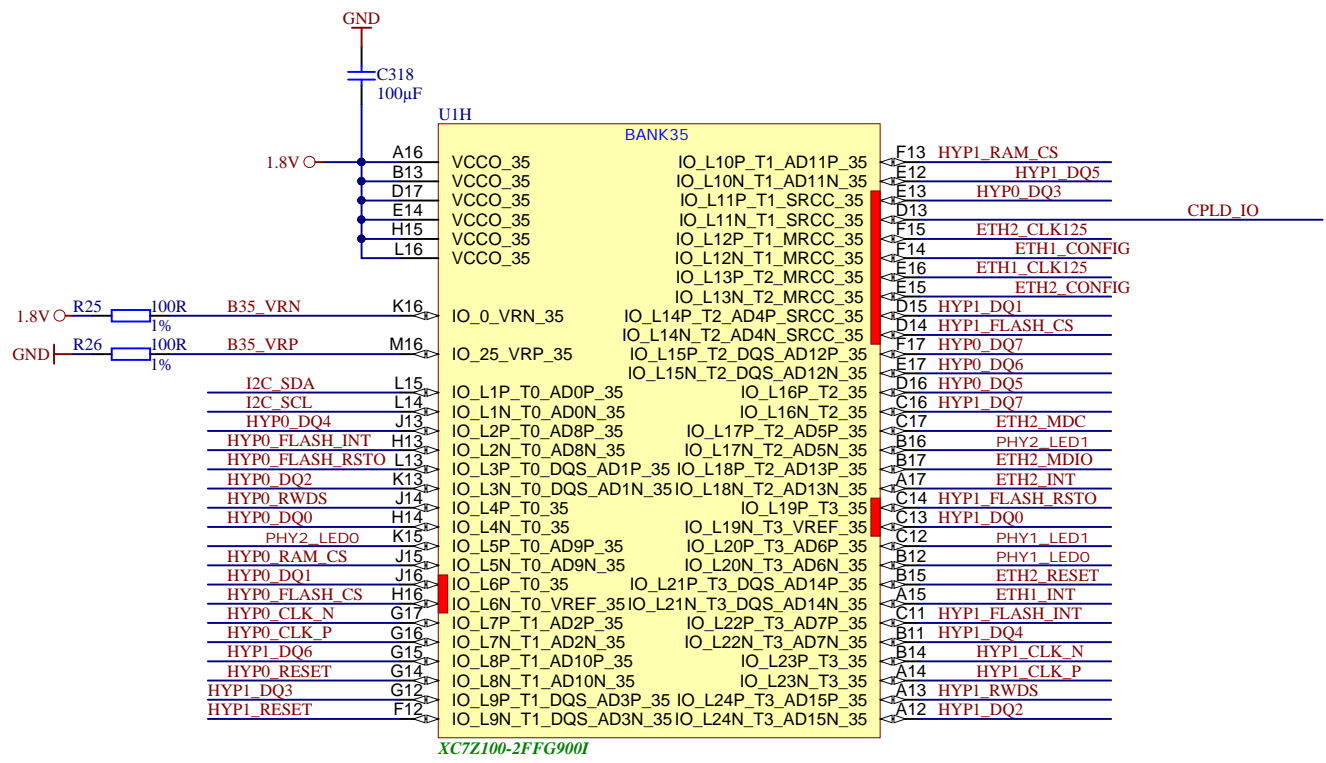 GND
C318
100µF
U1H
BANK35
1.8V
A16 VCCO_35
B13 VCCO_35
D17 VCCO_35
E14 VCCO_35
H15 VCCO_35
L16 VCCO_35
1.8V R25 100R 1% B35_VRN K16 IO_0_VRN_35
GND R26 100R 1% B35_VRP M16 IO_25_VRP_35
I2C_SDA L15 IO_L1P_T0_AD0P_35
I2C_SCL L14 IO_L1N_T0_AD0N_35
HYP0_DQ4 J13 IO_L2P_T0_AD8P_35
HYP0_FLASH_INT H13 IO_L2N_T0_AD8N_35
HYP0_FLASH_RSTO L13 IO_L3P_T0_DQS_AD1P_35
HYP0_DQ2 K13 IO_L3N_T0_DQS_AD1N_35
HYP0_RWDS J14 IO_L4P_T0_35
HYP0_DQ0 H14 IO_L4N_T0_35
PHY2_LED0 K15 IO_L5P_T0_AD9P_35
HYP0_RAM_CS J15 IO_L5N_T0_AD9N_35
HYP0_DQ1 J16 IO_L6P_T0_35
HYP0_FLASH_CS H16 IO_L6N_T0_VREF_35
HYP0_CLK_N G17 IO_L7P_T1_AD2P_35
HYP0_CLK_P G16 IO_L7N_T1_AD2N_35
HYP1_DQ6 G15 IO_L8P_T1_AD10P_35
HYP0_RESET G14 IO_L8N_T1_AD10N_35
HYP1_DQ3 G12 IO_L9P_T1_DQS_AD3P_35
HYP1_RESET F12 IO_L9N_T1_DQS_AD3N_35
IO_L10P_T1_AD11P_35 F13 HYP1_RAM_CS
IO_L10N_T1_AD11N_35 E12 HYP1_DQ5
IO_L11P_T1_SRCC_35 E13 HYP0_DQ3
IO_L11N_T1_SRCC_35 D13 CPLD_IO
IO_L12P_T1_MRCC_35 F15 ETH2_CLK125
IO_L12N_T1_MRCC_35 F14 ETH1_CONFIG
IO_L13P_T2_MRCC_35 E16 ETH1_CLK125
IO_L13N_T2_MRCC_35 E15 ETH2_CONFIG
IO_L14P_T2_AD4P_SRCC_35 D15 HYP1_DQ1
IO_L14N_T2_AD4N_SRCC_35 D14 HYP1_FLASH_CS
IO_L15P_T2_DQS_AD12P_35 F17 HYP0_DQ7
IO_L15N_T2_DQS_AD12N_35 E17 HYP0_DQ6
IO_L16P_T2_35 D16 HYP0_DQ5
IO_L16N_T2_35 C16 HYP1_DQ7
IO_L17P_T2_AD5P_35 C17 ETH2_MDC
IO_L17N_T2_AD5N_35 B16 PHY2_LED1
IO_L18P_T2_AD13P_35 B17 ETH2_MDIO
IO_L18N_T2_AD13N_35 A17 ETH2_INT
IO_L19P_T3_35 C14 HYP1_FLASH_RSTO
IO_L19N_T3_VREF_35 C13 HYP1_DQ0
IO_L20P_T3_AD6P_35 C12 PHY1_LED1
IO_L20N_T3_AD6N_35 B12 PHY1_LED0
IO_L21P_T3_DQS_AD14P_35 B15 ETH2_RESET
IO_L21N_T3_DQS_AD14N_35 A15 ETH1_INT
IO_L22P_T3_AD7P_35 C11 HYP1_FLASH_INT
IO_L22N_T3_AD7N_35 B11 HYP1_DQ4
IO_L23P_T3_35 B14 HYP1_CLK_N
IO_L23N_T3_35 A14 HYP1_CLK_P
IO_L24P_T3_AD15P_35 A13 HYP1_RWDS
IO_L24N_T3_AD15N_35 A12 HYP1_DQ2
XC7Z100-2FFG900I